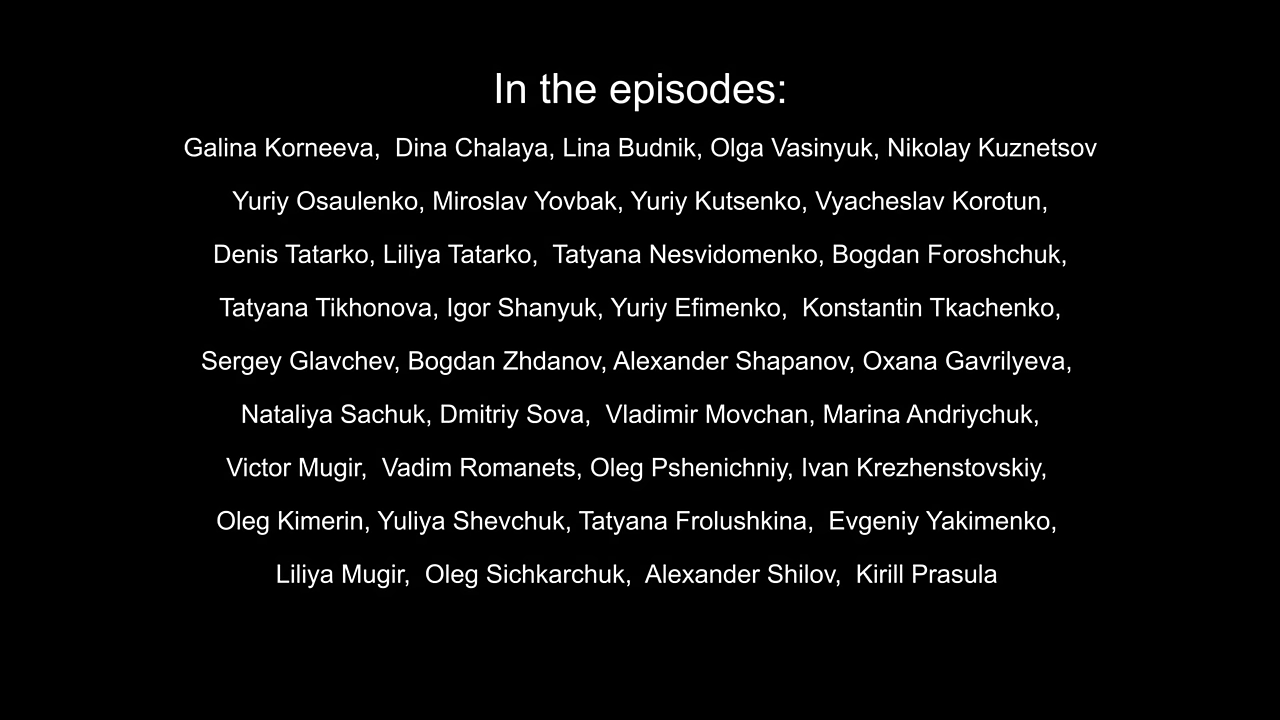 In the episodes:
Galina Korneeva,  Dina Chalaya, Lina Budnik, Olga Vasinyuk, Nikolay Kuznetsov
Yuriy Osaulenko, Miroslav Yovbak, Yuriy Kutsenko, Vyacheslav Korotun,
Denis Tatarko, Liliya Tatarko,  Tatyana Nesvidomenko, Bogdan Foroshchuk,
Tatyana Tikhonova, Igor Shanyuk, Yuriy Efimenko,  Konstantin Tkachenko,
Sergey Glavchev, Bogdan Zhdanov, Alexander Shapanov, Oxana Gavrilyeva,
Nataliya Sachuk, Dmitriy Sova,  Vladimir Movchan, Marina Andriychuk,
Victor Mugir,  Vadim Romanets, Oleg Pshenichniy, Ivan Krezhenstovskiy,
Oleg Kimerin, Yuliya Shevchuk, Tatyana Frolushkina,  Evgeniy Yakimenko,
Liliya Mugir,  Oleg Sichkarchuk,  Alexander Shilov,  Kirill Prasula